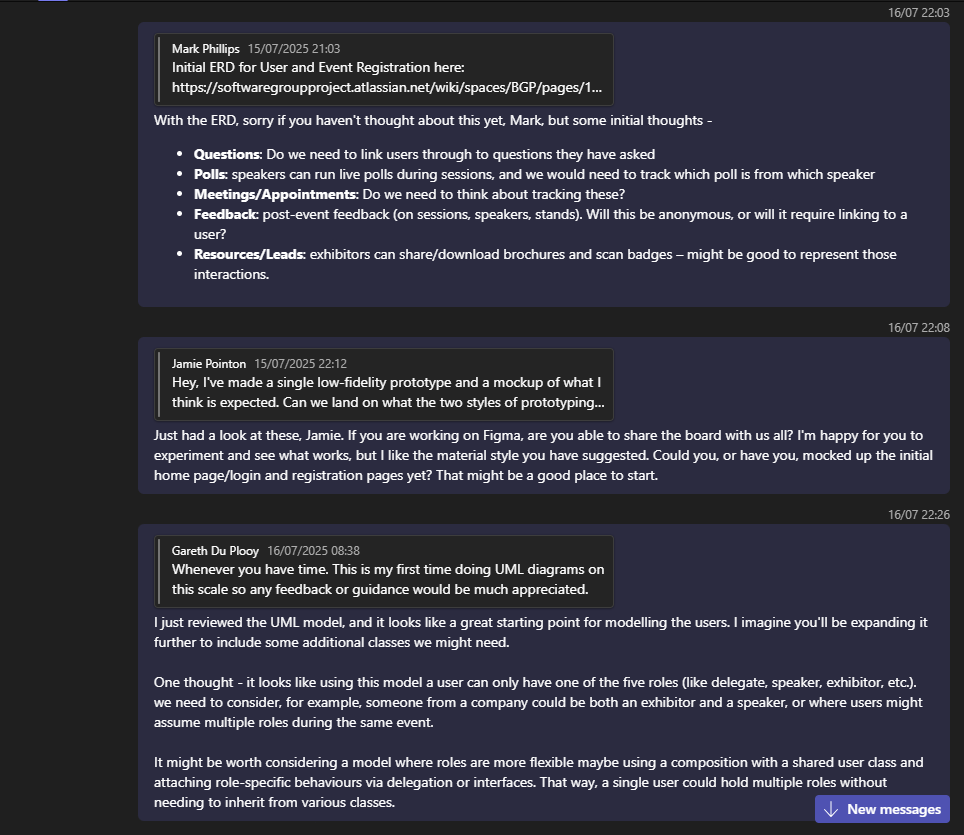 16/07 22:03
Mark Phillips 15/07/2025 21:03
Initial ERD for User and Event Registration here:
https://softwaregroupproject.atlassian.net/wiki/spaces/BGP/pages/1...
With the ERD, sorry if you haven't thought about this yet, Mark, but some initial thoughts -
• Questions: Do we need to link users through to questions they have asked
• Polls: speakers can run live polls during sessions, and we would need to track which poll is from which speaker
• Meetings/Appointments: Do we need to think about tracking these?
• Feedback: post-event feedback (on sessions, speakers, stands). Will this be anonymous, or will it require linking to a
user?
• Resources/Leads: exhibitors can share/download brochures and scan badges – might be good to represent those
interactions.
16/07 22:08
Jamie Pointon 15/07/2025 22:12
Hey, I've made a single low-fidelity prototype and a mockup of what I
think is expected. Can we land on what the two styles of prototyping...
Just had a look at these, Jamie. If you are working on Figma, are you able to share the board with us all? I'm happy for you to
experiment and see what works, but I like the material style you have suggested. Could you, or have you, mocked up the initial
home page/login and registration pages yet? That might be a good place to start.
16/07 22:26
Gareth Du Plooy 16/07/2025 08:38
Whenever you have time. This is my first time doing UML diagrams on
this scale so any feedback or guidance would be much appreciated.
I just reviewed the UML model, and it looks like a great starting point for modelling the users. I imagine you'll be expanding it
further to include some additional classes we might need.
One thought - it looks like using this model a user can only have one of the five roles (like delegate, speaker, exhibitor, etc.).
we need to consider, for example, someone from a company could be both an exhibitor and a speaker, or where users might
assume multiple roles during the same event.
It might be worth considering a model where roles are more flexible maybe using a composition with a shared user class and
attaching role-specific behaviours via delegation or interfaces. That way, a single user could hold multiple roles without
needing to inherit from various classes.
New messages